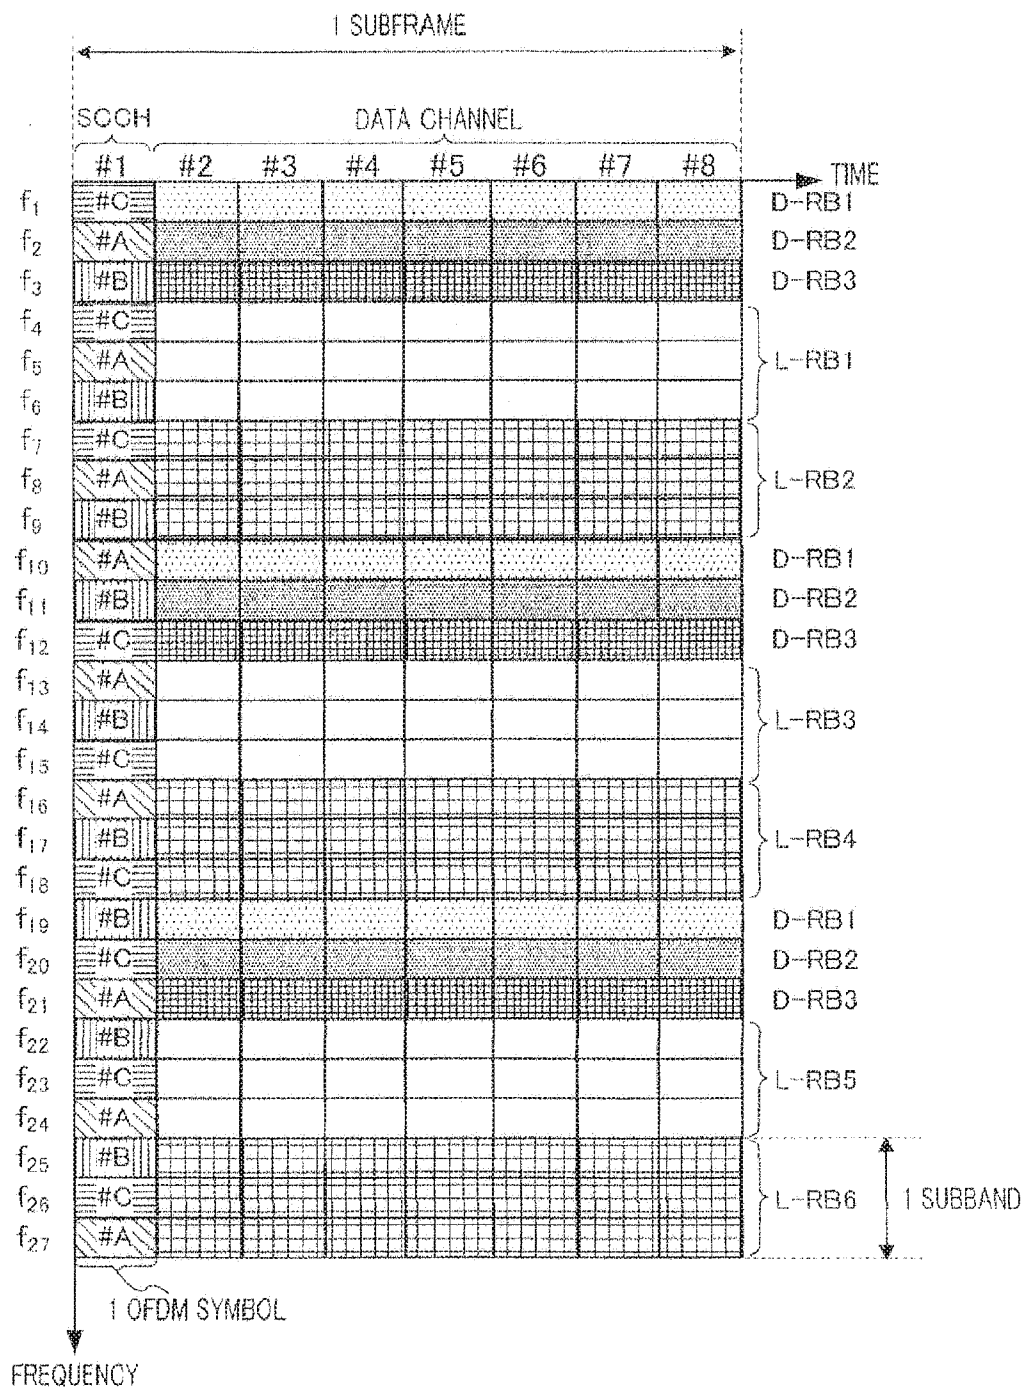 1 SUBFRAME
SCCH
DATA CHANNEL
#1 #2 #3 #4 #5 #6 #7 #8
TIME
f1 #C D-RB1
f2 #A D-RB2
f3 #B D-RB3
f4 #C
f5 #A L-RB1
f6 #B
f7 #C
f8 #A L-RB2
f9 #B
f10 #A D-RB1
f11 #B D-RB2
f12 #C D-RB3
f13 #A
f14 #B L-RB3
f15 #C
f16 #A
f17 #B L-RB4
f18 #C
f19 #B D-RB1
f20 #C D-RB2
f21 #A D-RB3
f22 #B
f23 #C L-RB5
f24 #A
f25 #B
f26 #C L-RB6 1 SUBBAND
f27 #A
1 OFDM SYMBOL
FREQUENCY